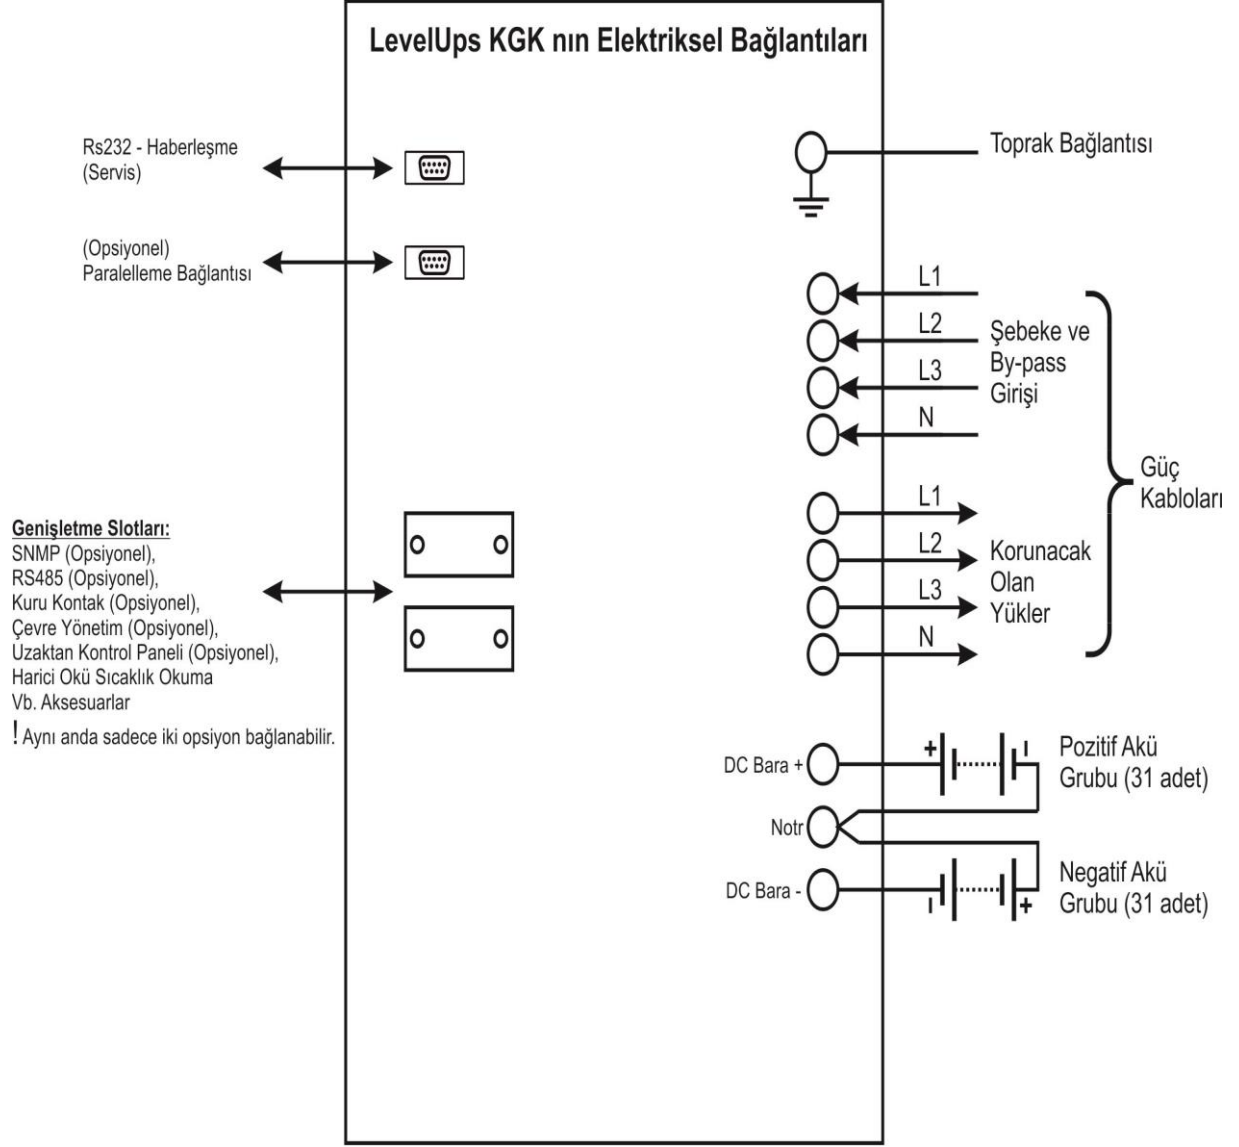 LevelUps KGK nın Elektriksel Bağlantıları
Rs232 - Haberleşme
(Servis)
(Opsiyonel)
Paralelleme Bağlantısı
Genişletme Slotları:
SNMP (Opsiyonel),
RS485 (Opsiyonel),
Kuru Kontak (Opsiyonel),
Çevre Yönetim (Opsiyonel),
Uzaktan Kontrol Paneli (Opsiyonel),
Harici Okü Sıcaklık Okuma
Vb. Aksesuarlar
! Aynı anda sadece iki opsiyon bağlanabilir.
Toprak Bağlantısı
L1
L2
L3
N
Şebeke ve
By-pass
Girişi
L1
L2
L3
N
Korunacak
Olan
Yükler
Güç
Kabloları
DC Bara +
+
-
Pozitif Akü
Grubu (31 adet)
Notr
DC Bara -
-
+
Negatif Akü
Grubu (31 adet)